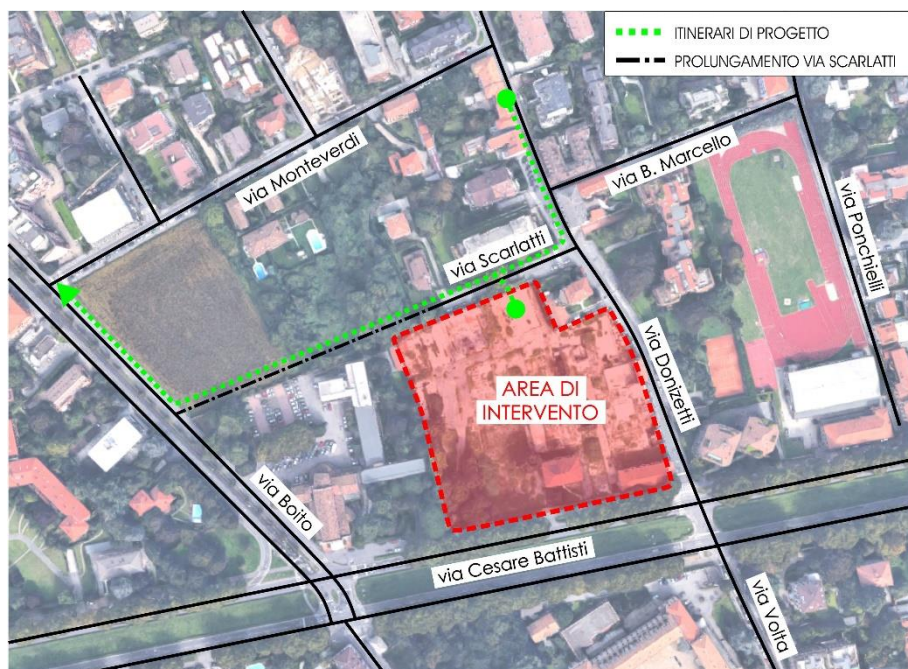 ITINERARI DI PROGETTO
PROLUNGAMENTO VIA SCARLATTI
via Monteverdi
via B. Marcello
via Scarlatti
via Ponchielli
via Donizetti
AREA DI
INTERVENTO
via Boito
via Cesare Battisti
via Volta